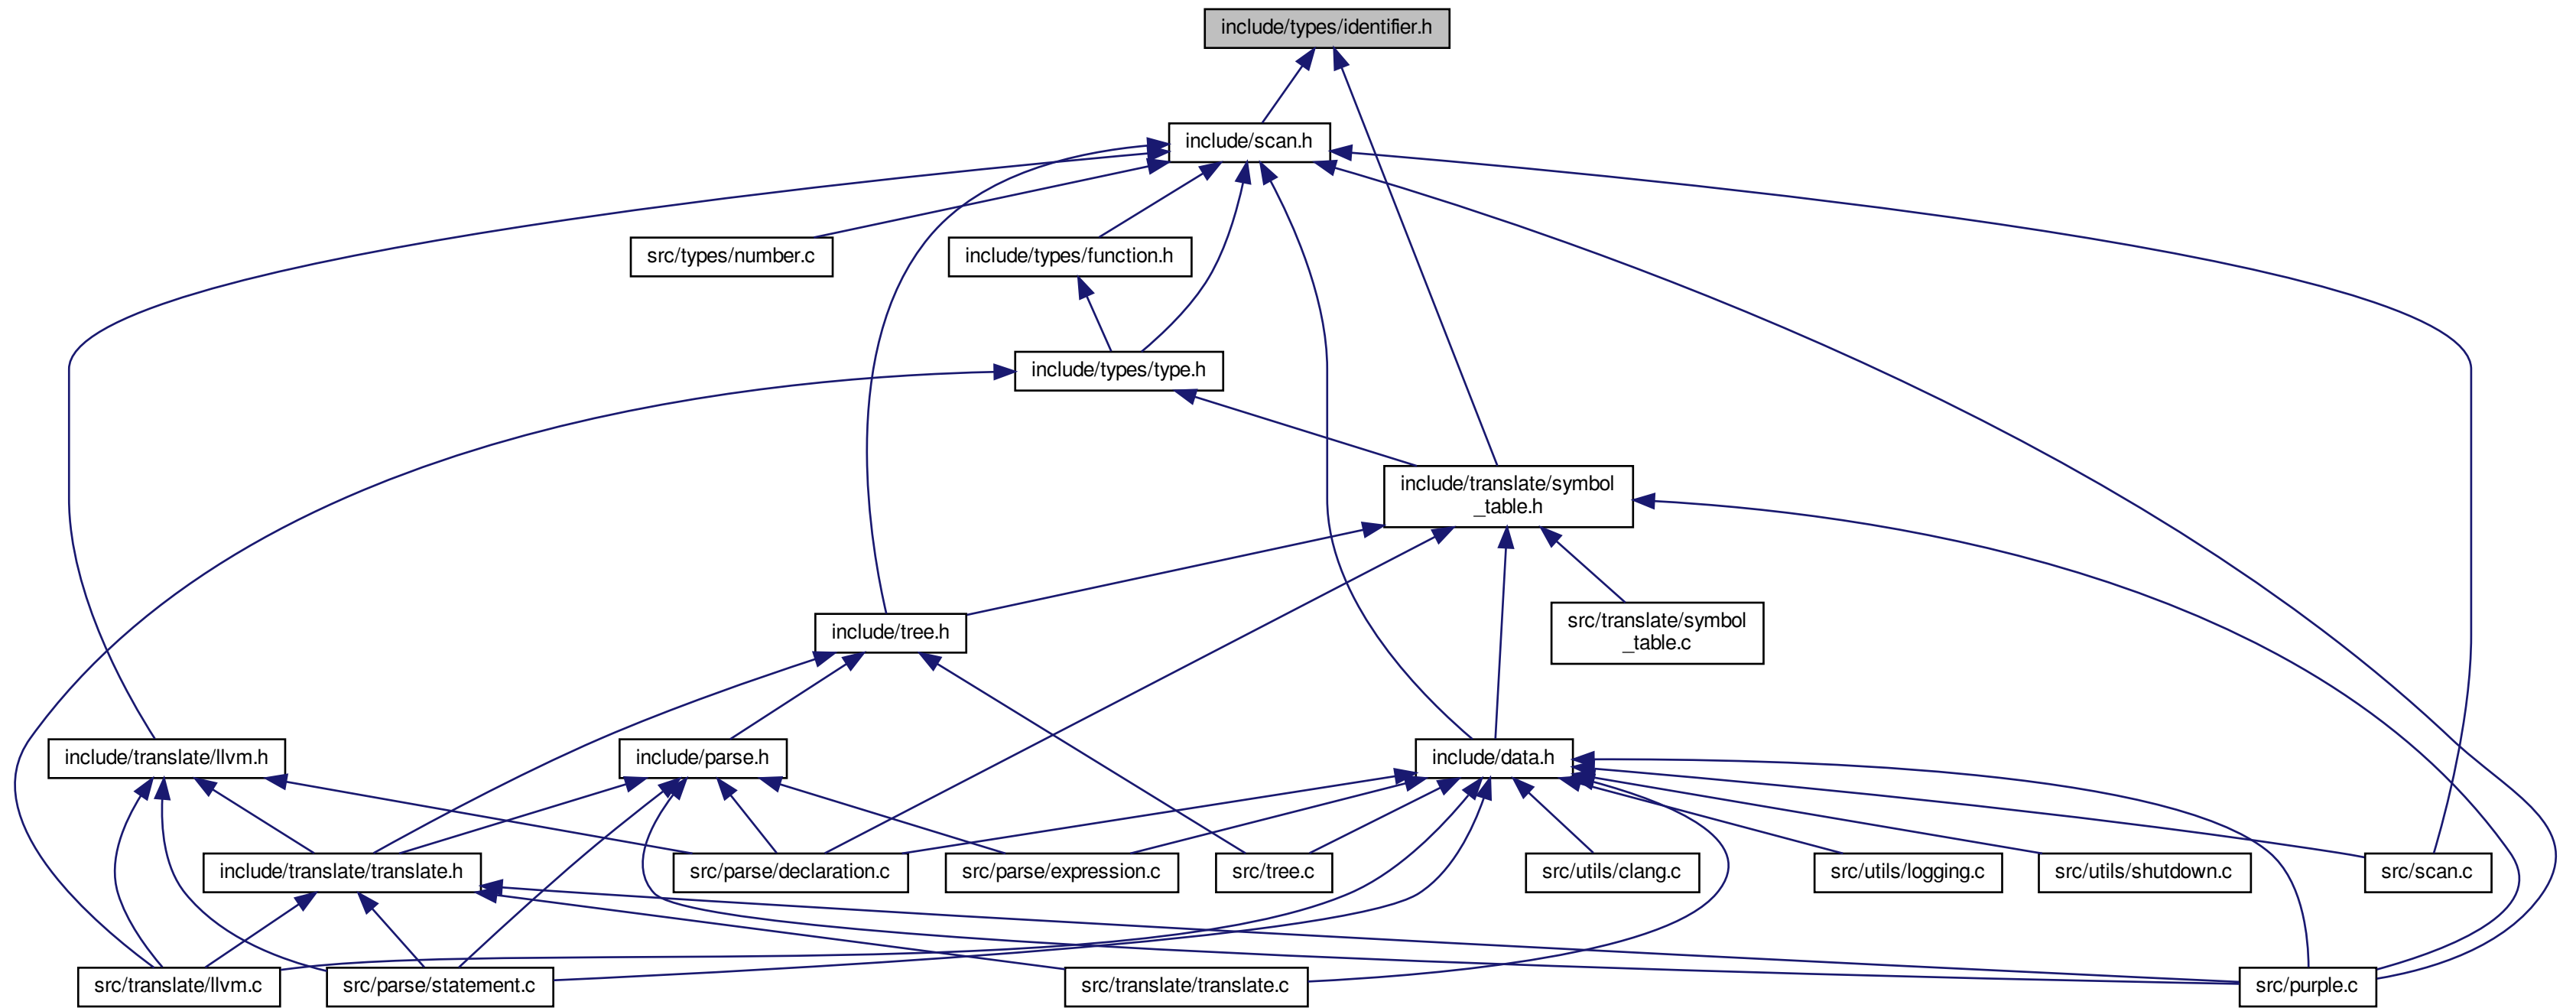 include/types/identifier.h
include/scan.h
src/types/number.c
include/types/function.h
include/types/type.h
include/translate/symbol
_table.h
include/tree.h
src/translate/symbol
_table.c
include/translate/llvm.h
include/parse.h
include/data.h
include/translate/translate.h
src/parse/declaration.c
src/parse/expression.c
src/tree.c
src/utils/clang.c
src/utils/logging.c
src/utils/shutdown.c
src/scan.c
src/translate/llvm.c
src/parse/statement.c
src/translate/translate.c
src/purple.c